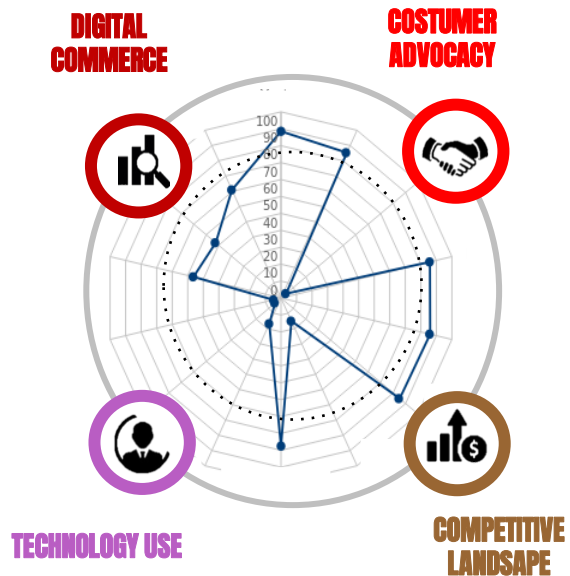 DIGITAL
COMMERCE
COSTUMER
ADVOCACY
100
90
80
70
60
50
40
30
20
10
0
$
TECHNOLOGY USE
COMPETITIVE
LANDSAPE